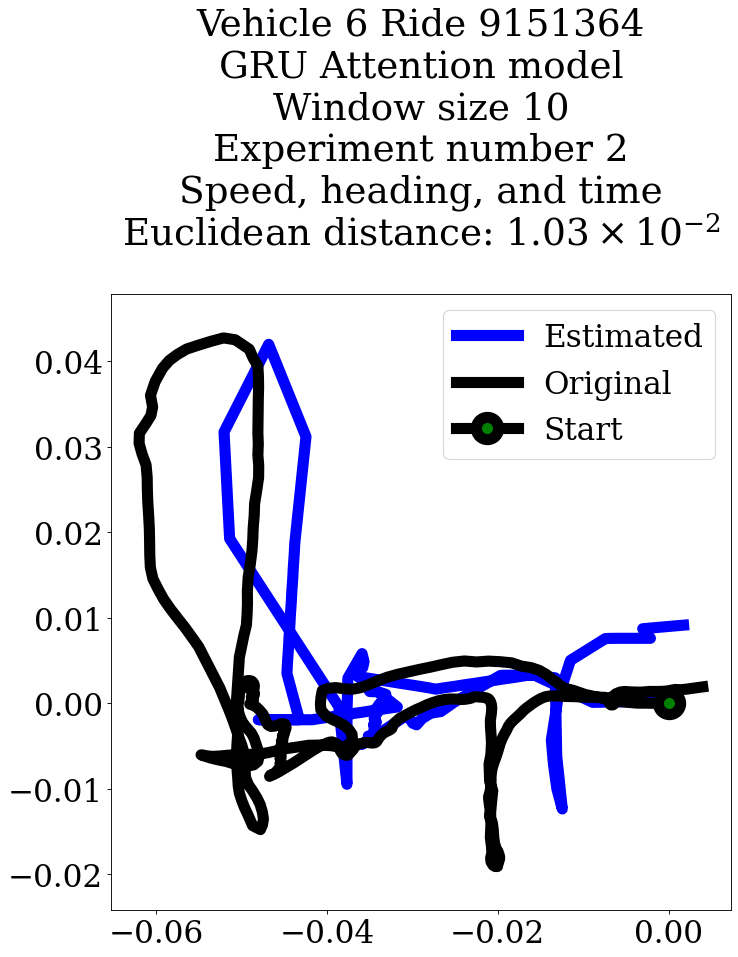 Vehicle 6 Ride 9151364
GRU Attention model
Window size 10
Experiment number 2
Speed, heading, and time
Euclidean distance: 1.03 × 10⁻²
Estimated
Original
Start
0.04
0.03
0.02
0.01
0.00
−0.01
−0.02
−0.06 −0.04 −0.02 0.00